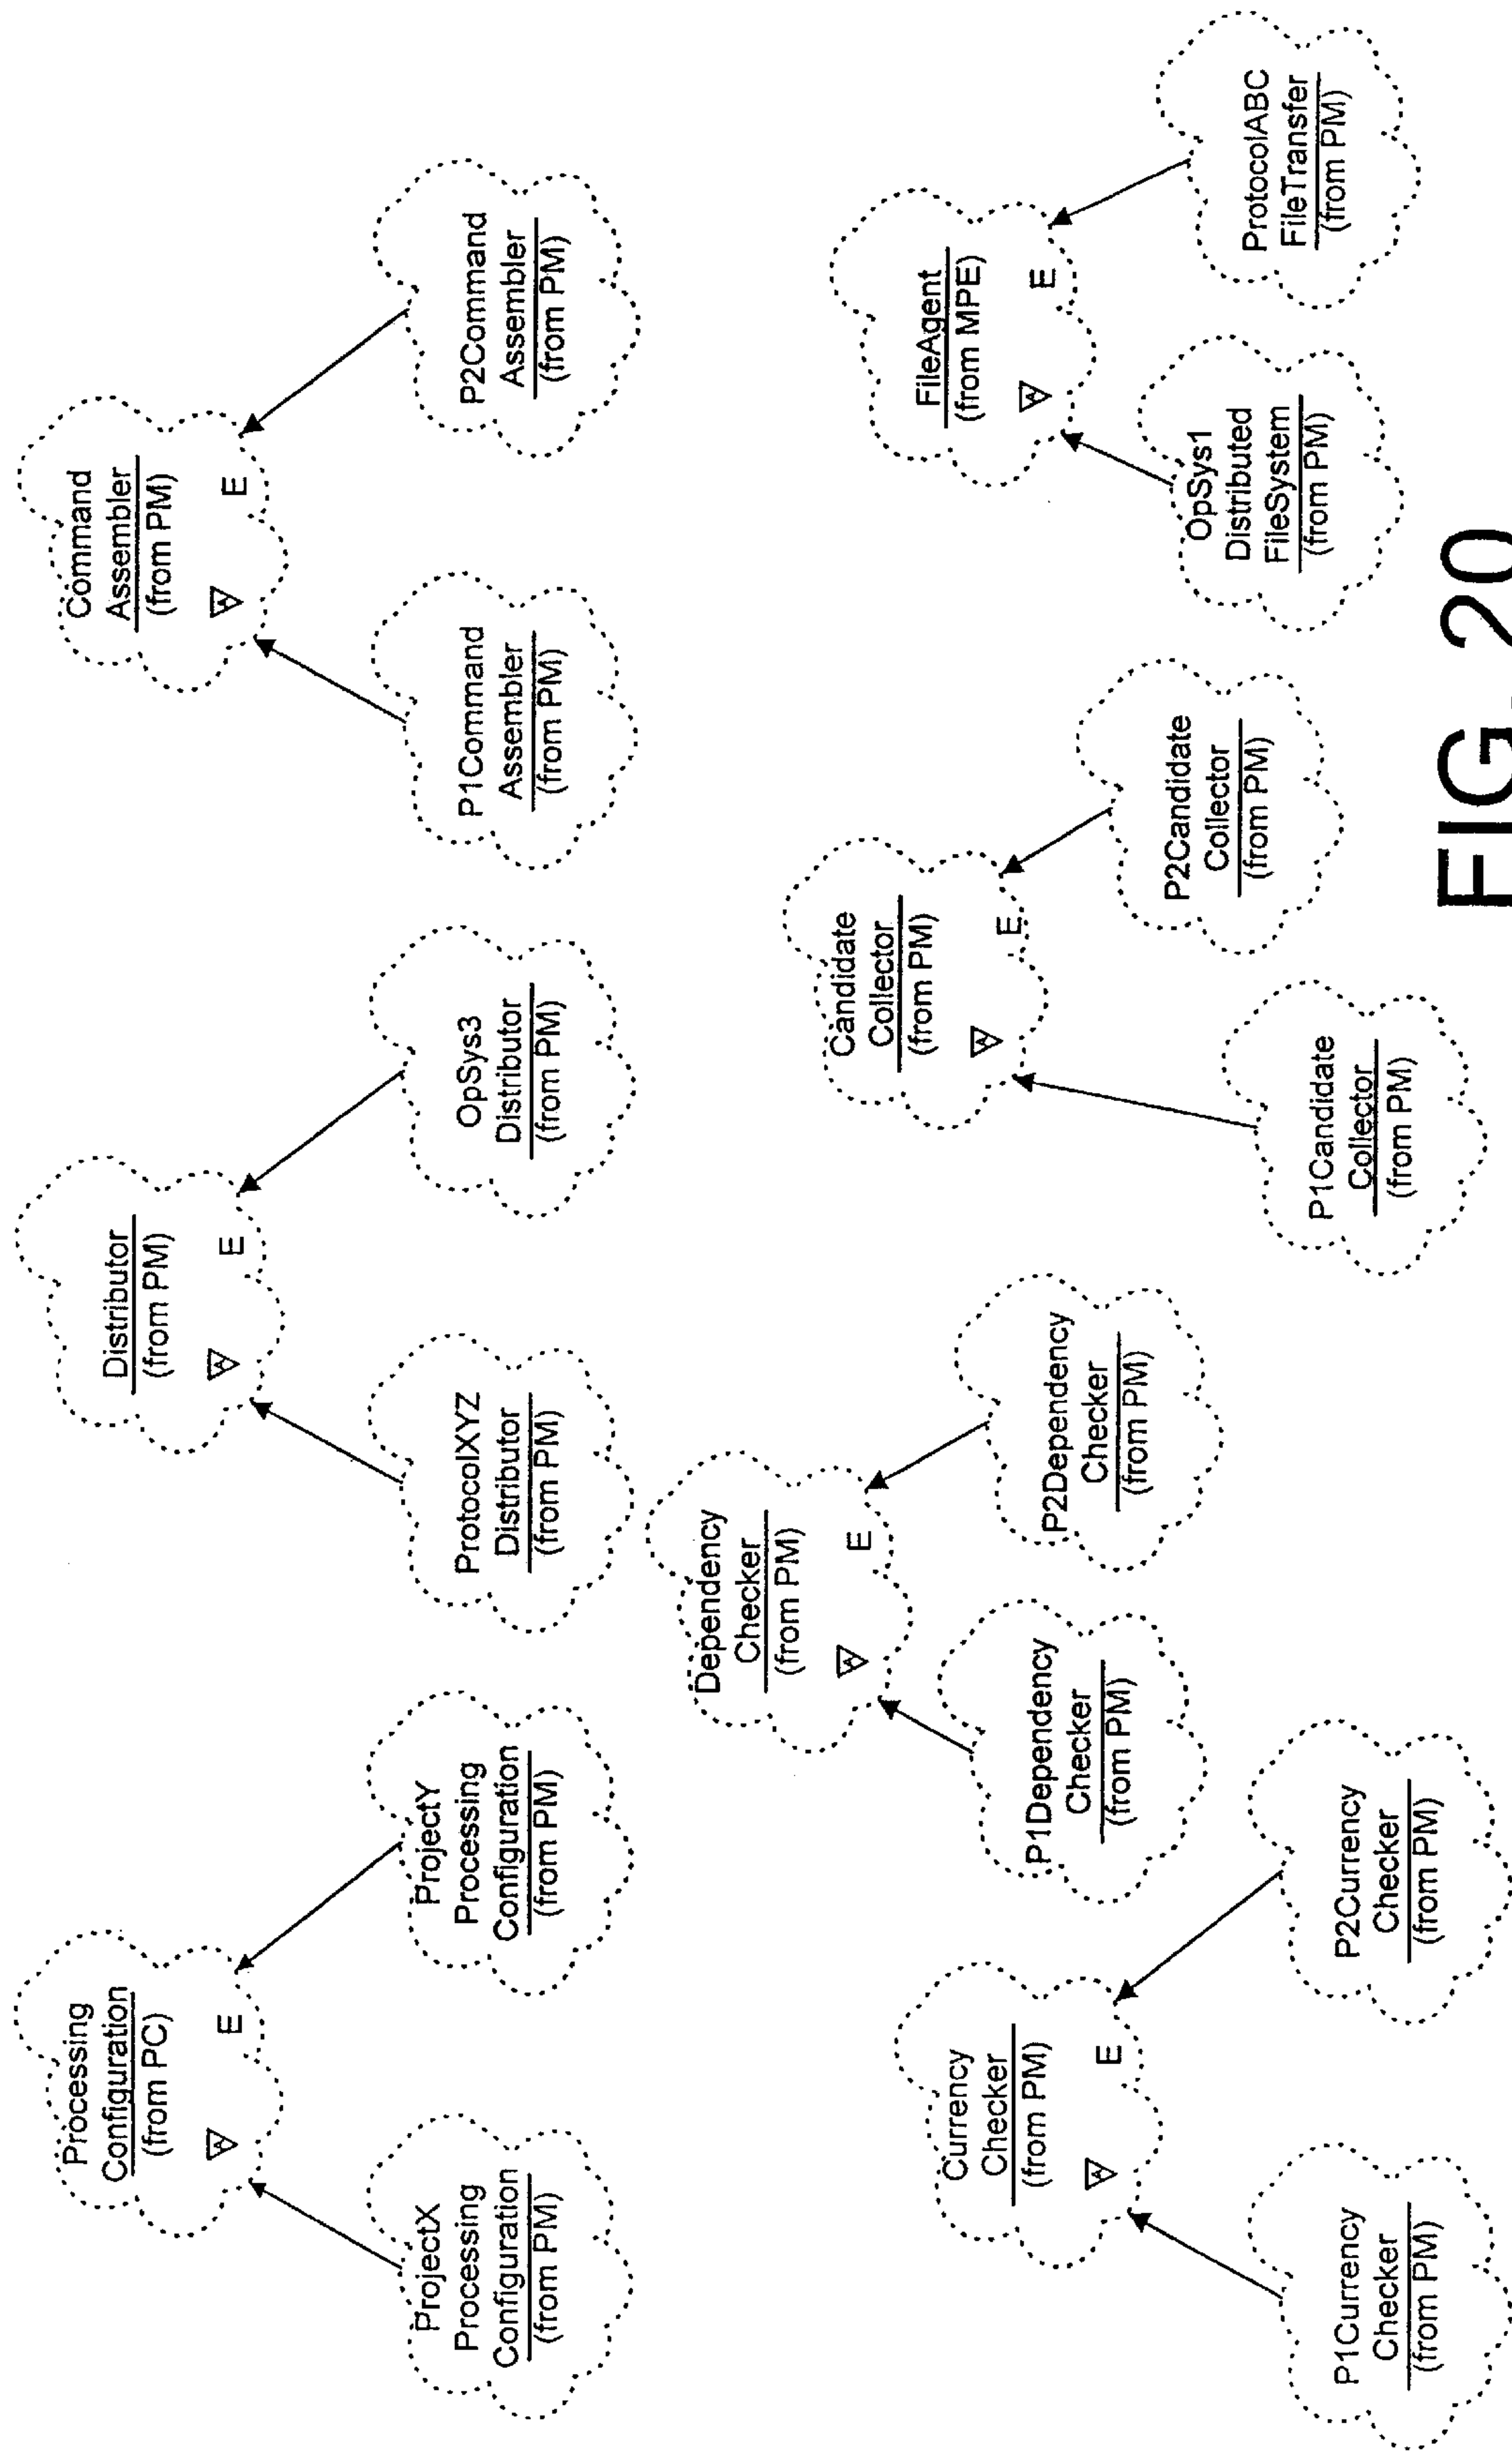 Processing
Configuration
(from PC)
E
ProjectX
Processing
Configuration
(from PM)
ProjectY
Processing
Configuration
(from PM)
Distributor
(from PM)
E
ProtocolXYZ
Distributor
(from PM)
OpSys3
Distributor
(from PM)
Command
Assembler
(from PM)
E
P1Command
Assembler
(from PM)
P2Command
Assembler
(from PM)
Currency
Checker
(from PM)
E
P1Currency
Checker
(from PM)
P2Currency
Checker
(from PM)
Dependency
Checker
(from PM)
E
P1Dependency
Checker
(from PM)
P2Dependency
Checker
(from PM)
Candidate
Collector
(from PM)
E
P1Candidate
Collector
(from PM)
P2Candidate
Collector
(from PM)
FileAgent
(from MPE)
E
OpSys1
Distributed
FileSystem
(from PM)
ProtocolABC
FileTransfer
(from PM)
FIG. 20